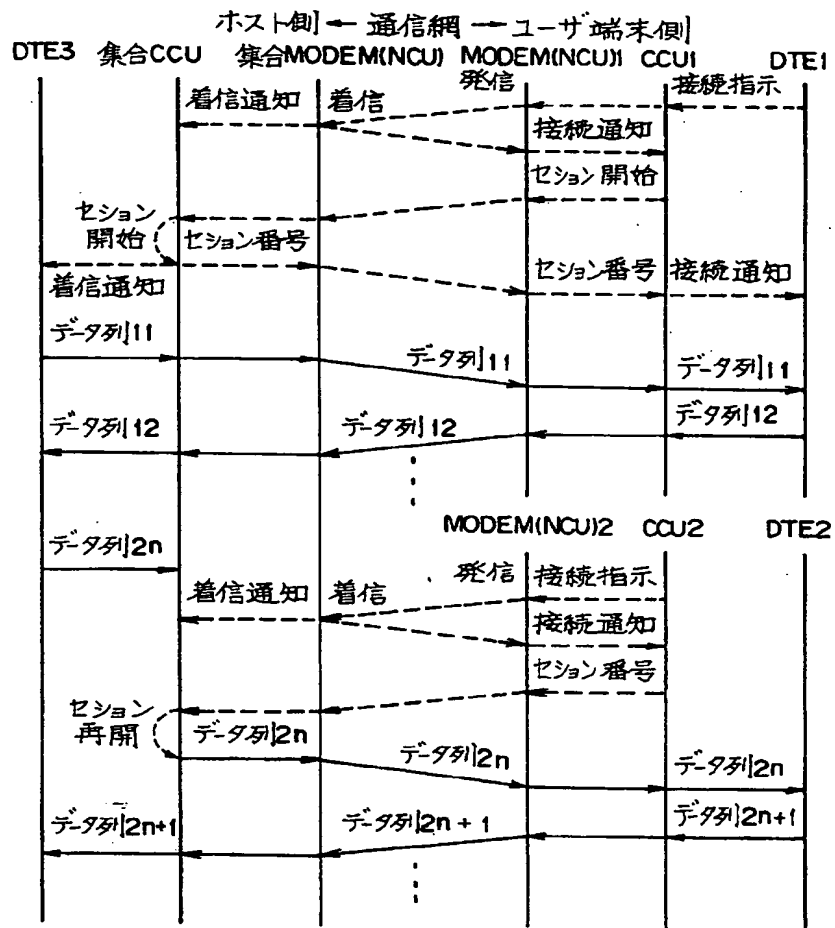 ホスト側 ← 通信網 → ユーザ端末側
DTE3 集合CCU 集合MODEM(NCU) MODEM(NCU)1 CCU1 DTE1
発信 接続指示
着信通知 着信
接続通知
セション開始
セション
開始 セション番号
セション番号 接続通知
着信通知
データ列11
データ列11
データ列11
データ列12 データ列12 データ列12
MODEM(NCU)2 CCU2 DTE2
データ列2n
発信 接続指示
着信通知 着信
接続通知
セション番号
セション
再開 データ列2n
データ列2n
データ列2n
データ列2n+1 データ列2n+1 データ列2n+1